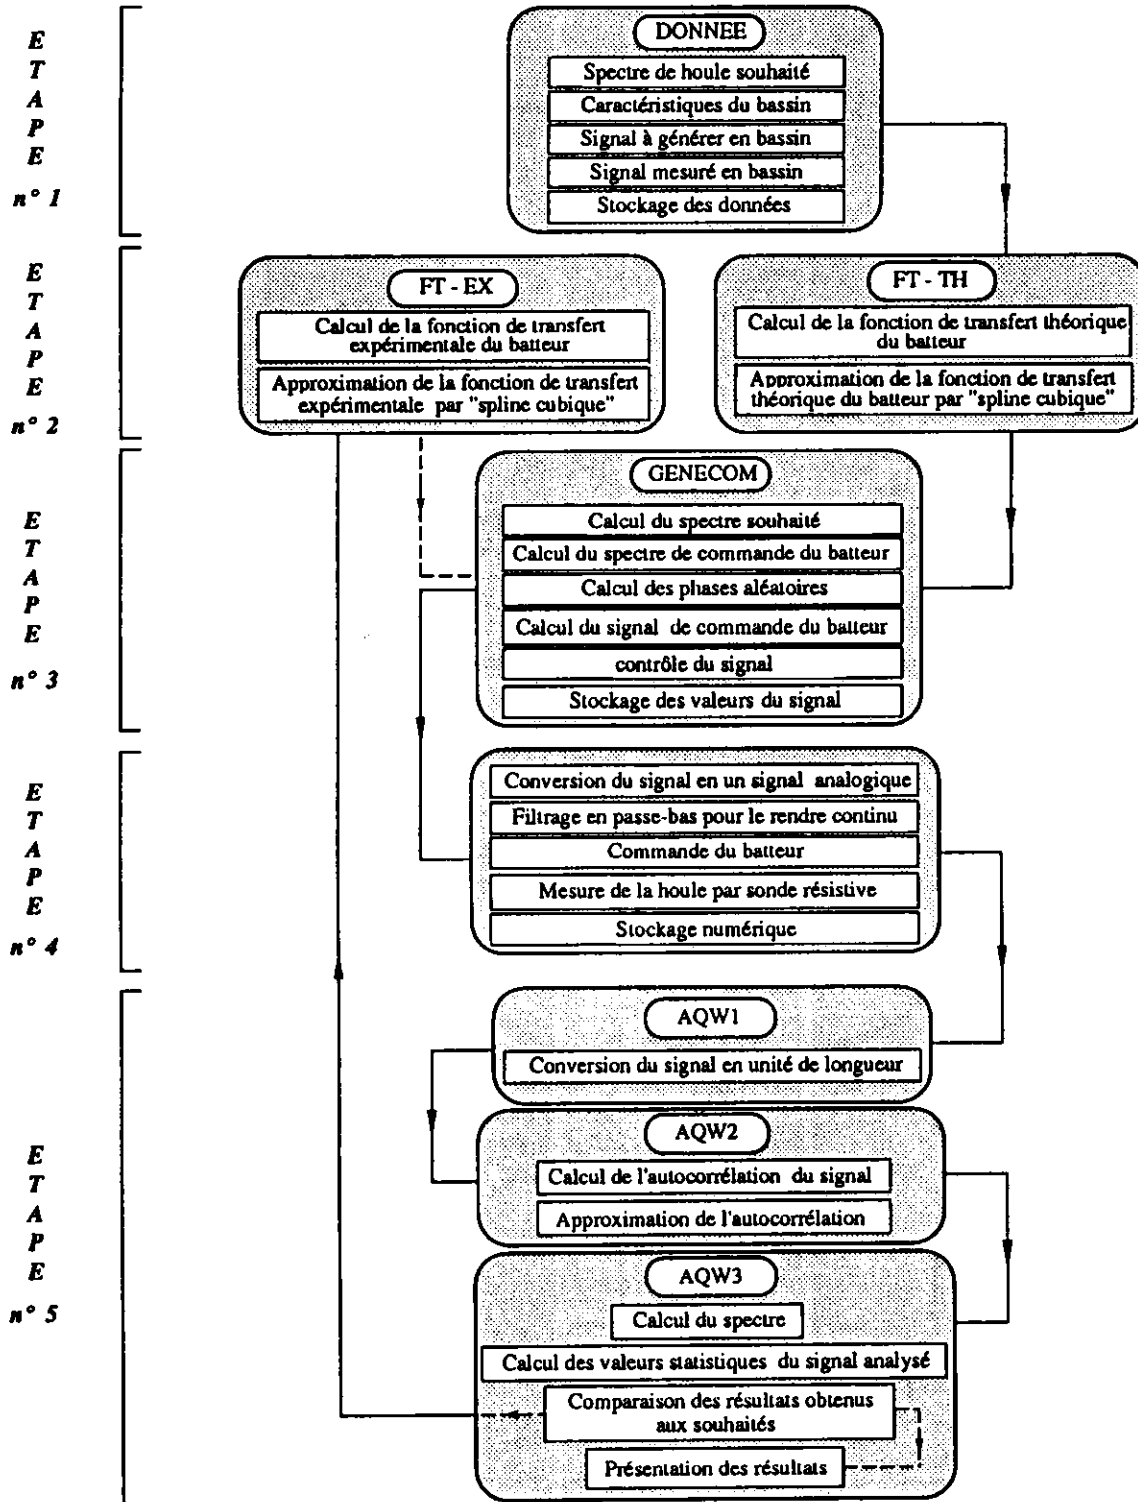 E
T
A
P
E
n° 1
DONNEE
Spectre de houle souhaité
Caractéristiques du bassin
Signal à générer en bassin
Signal mesuré en bassin
Stockage des données
E
T
A
P
E
n° 2
FT - EX
Calcul de la fonction de transfert
expérimentale du batteur
Approximation de la fonction de transfert
expérimentale par "spline cubique"
FT - TH
Calcul de la fonction de transfert théorique
du batteur
Approximation de la fonction de transfert
théorique du batteur par "spline cubique"
E
T
A
P
E
n° 3
GENECOM
Calcul du spectre souhaité
Calcul du spectre de commande du batteur
Calcul des phases aléatoires
Calcul du signal de commande du batteur
contrôle du signal
Stockage des valeurs du signal
E
T
A
P
E
n° 4
Conversion du signal en un signal analogique
Filtrage en passe-bas pour le rendre continu
Commande du batteur
Mesure de la houle par sonde résistive
Stockage numérique
E
T
A
P
E
n° 5
AQW1
Conversion du signal en unité de longueur
AQW2
Calcul de l'autocorrélation du signal
Approximation de l'autocorrélation
AQW3
Calcul du spectre
Calcul des valeurs statistiques du signal analysé
Comparaison des résultats obtenus
aux souhaités
Présentation des résultats